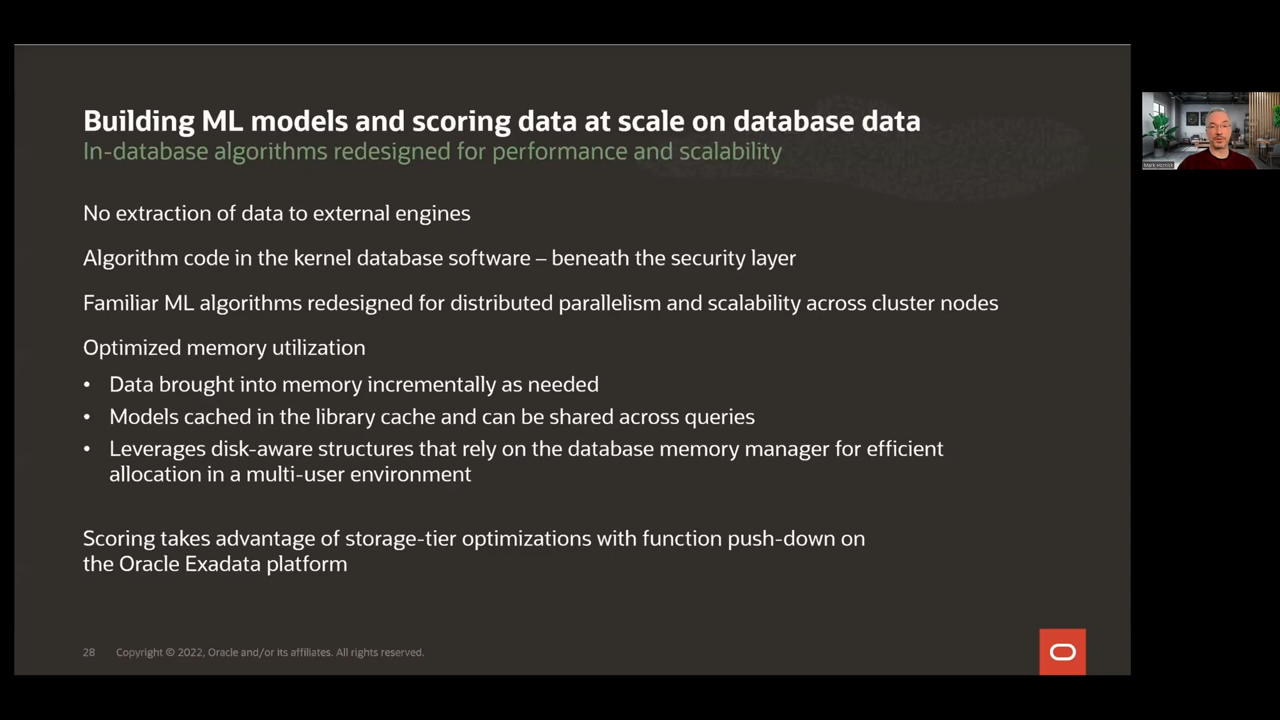 Building ML models and scoring data at scale on database data
In-database algorithms redesigned for performance and scalability
No extraction of data to external engines
Algorithm code in the kernel database software – beneath the security layer
Familiar ML algorithms redesigned for distributed parallelism and scalability across cluster nodes
Optimized memory utilization
• Data brought into memory incrementally as needed
• Models cached in the library cache and can be shared across queries
• Leverages disk-aware structures that rely on the database memory manager for efficient
allocation in a multi-user environment
Scoring takes advantage of storage-tier optimizations with function push-down on
the Oracle Exadata platform
28 Copyright © 2022, Oracle and/or its affiliates. All rights reserved.
Mark Hornick